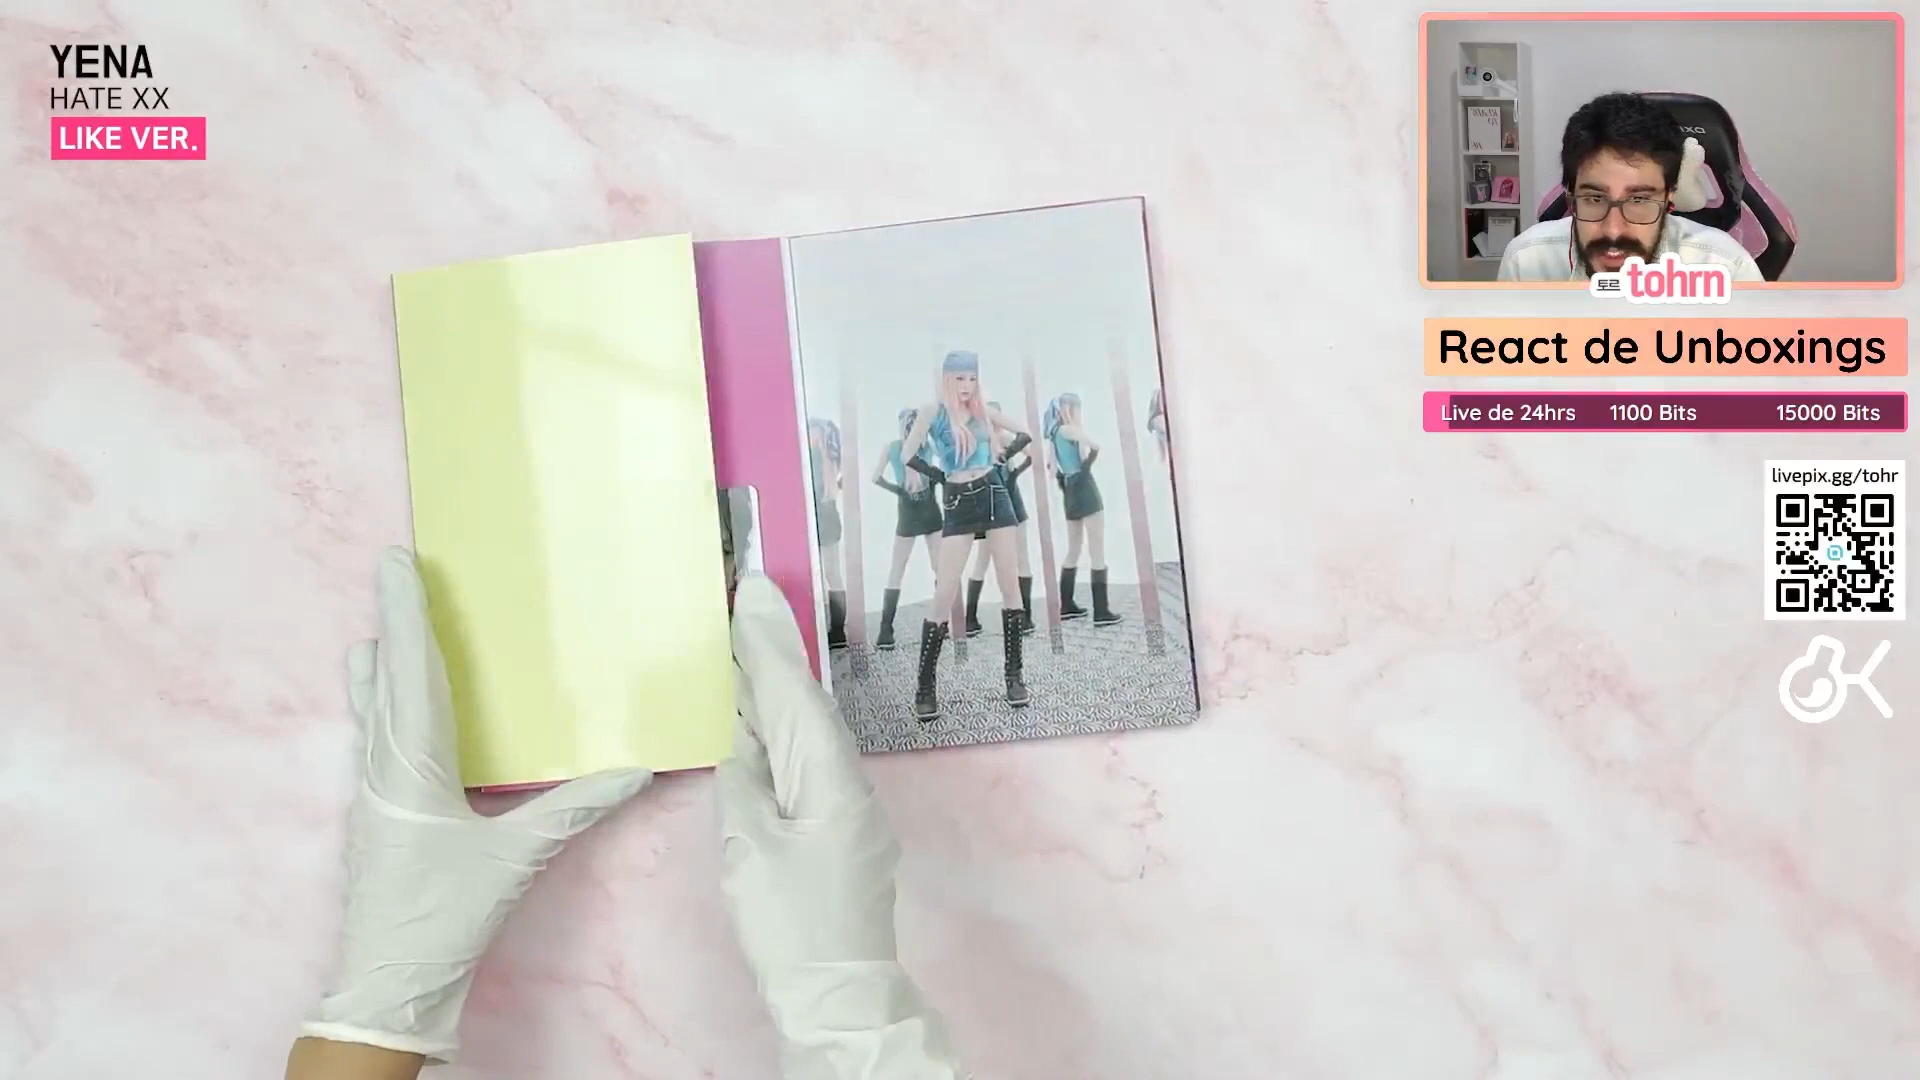 YENA
HATE XX
LIKE VER.
토르 tohrn
React de Unboxings
Live de 24hrs 1100 Bits 15000 Bits
livepix.gg/tohr